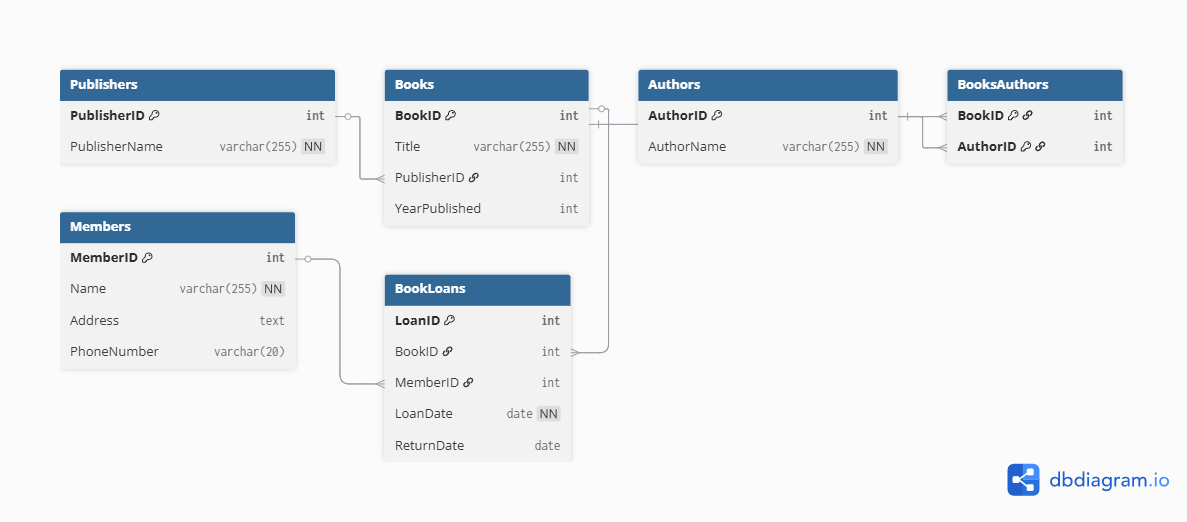 Publishers
PublisherID int
PublisherName varchar(255) NN
Books
BookID int
Title varchar(255) NN
PublisherID int
YearPublished int
Authors
AuthorID int
AuthorName varchar(255) NN
BooksAuthors
BookID int
AuthorID int
Members
MemberID int
Name varchar(255) NN
Address text
PhoneNumber varchar(20)
BookLoans
LoanID int
BookID int
MemberID int
LoanDate date NN
ReturnDate date
dbdiagram.io